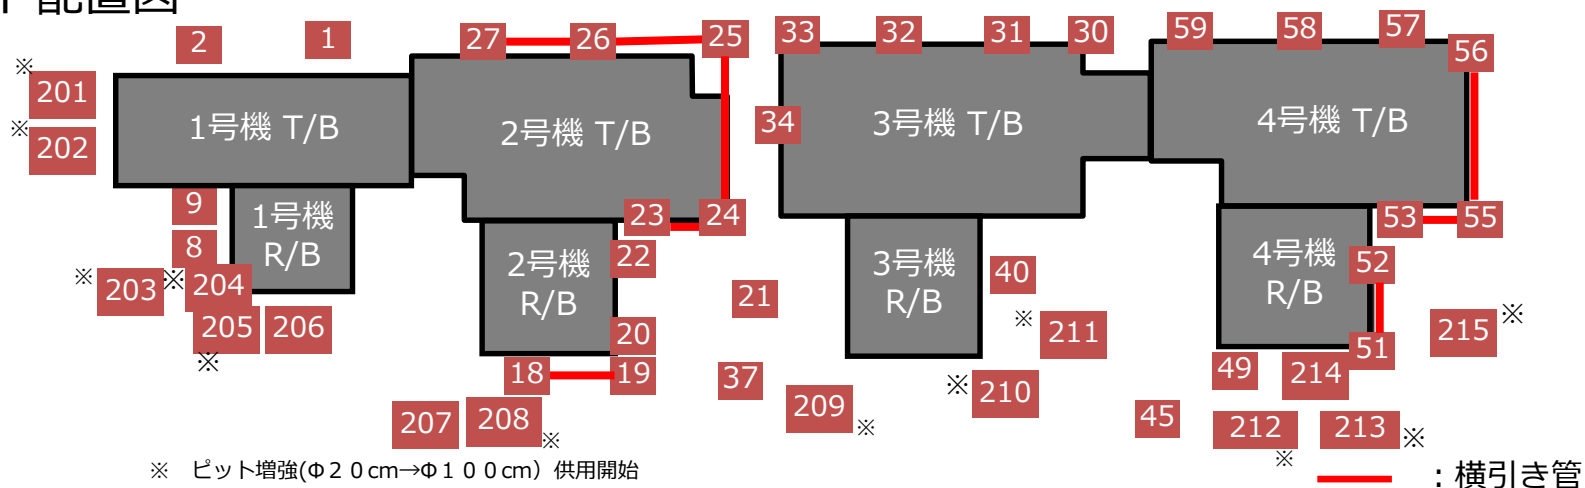 配置図
2 1 27 26 25 33 32 31 30 59 58 57 56
※
201
1号機 T/B 2号機 T/B 34 3号機 T/B 4号機 T/B
※
202
9 1号機 23 24 53 55
8 R/B 22 2号機 3号機 40 4号機 52
※ 203 ※ 204 R/B 21 R/B R/B
205 206 20 ※ 211 215 ※
※
18 19 37 ※ 210 49 214 51
207 208 ※ 209 ※ 45 212 ※ 213 ※
※ ピット増強(Φ20cm→Φ100cm) 供用開始
：横引き管